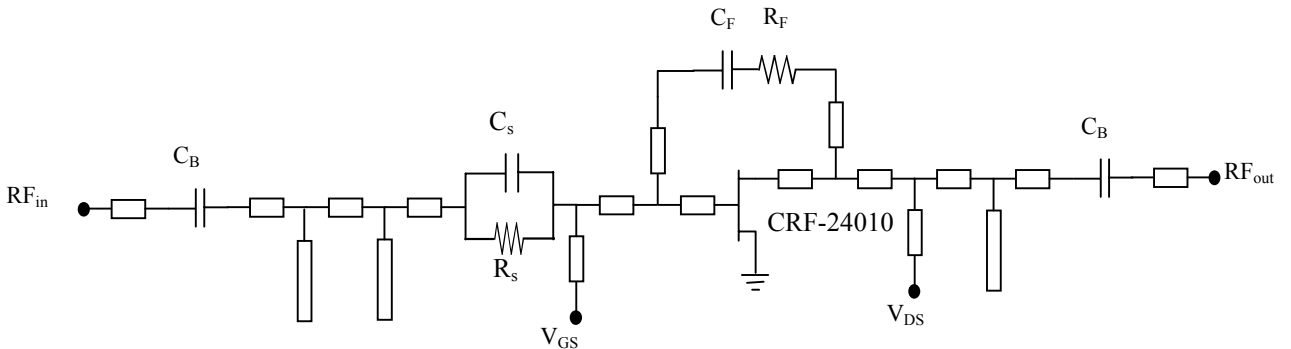 C_F R_F
C_s
C_B
C_B
RF_in
RF_out
CRF-24010
R_s
V_DS
V_GS